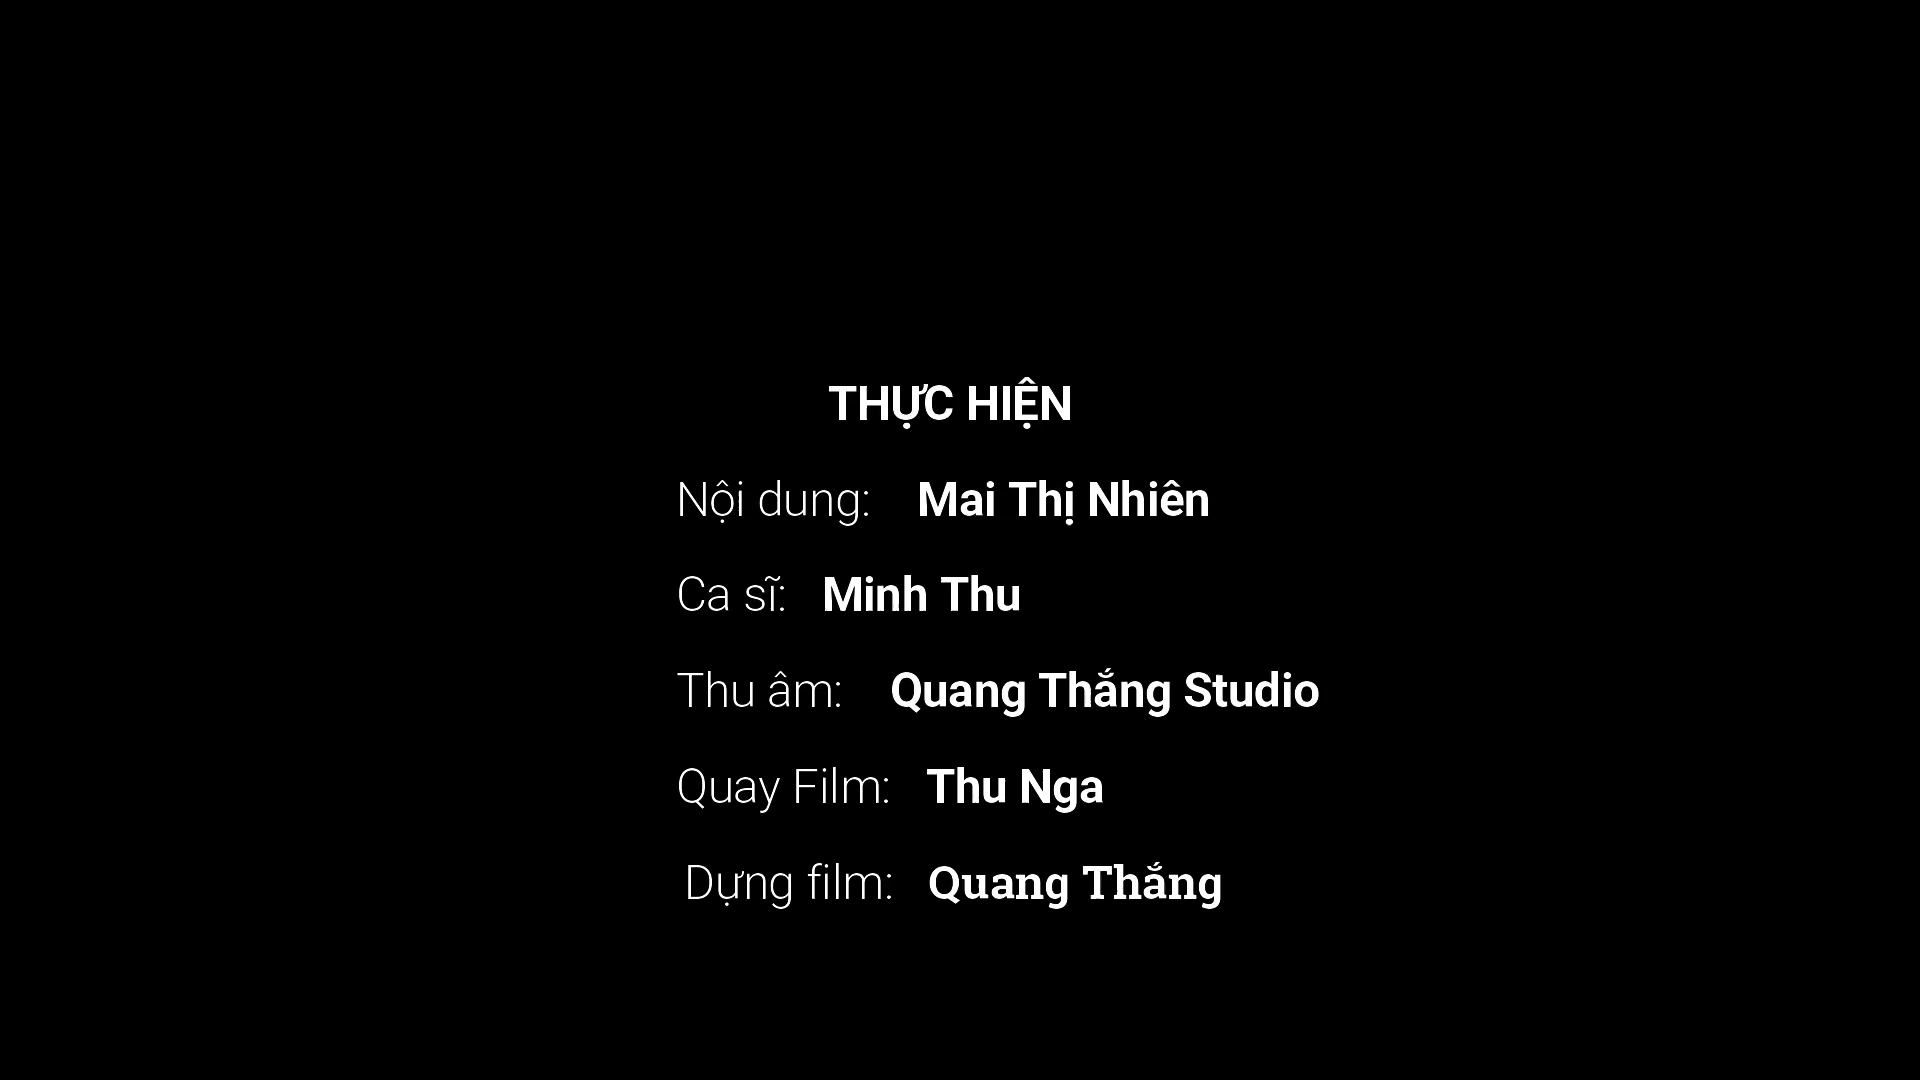 THỰC HIỆN
Nội dung: Mai Thị Nhiên
Ca sĩ: Minh Thu
Thu âm: Quang Thắng Studio
Quay Film: Thu Nga
Dựng film: Quang Thắng